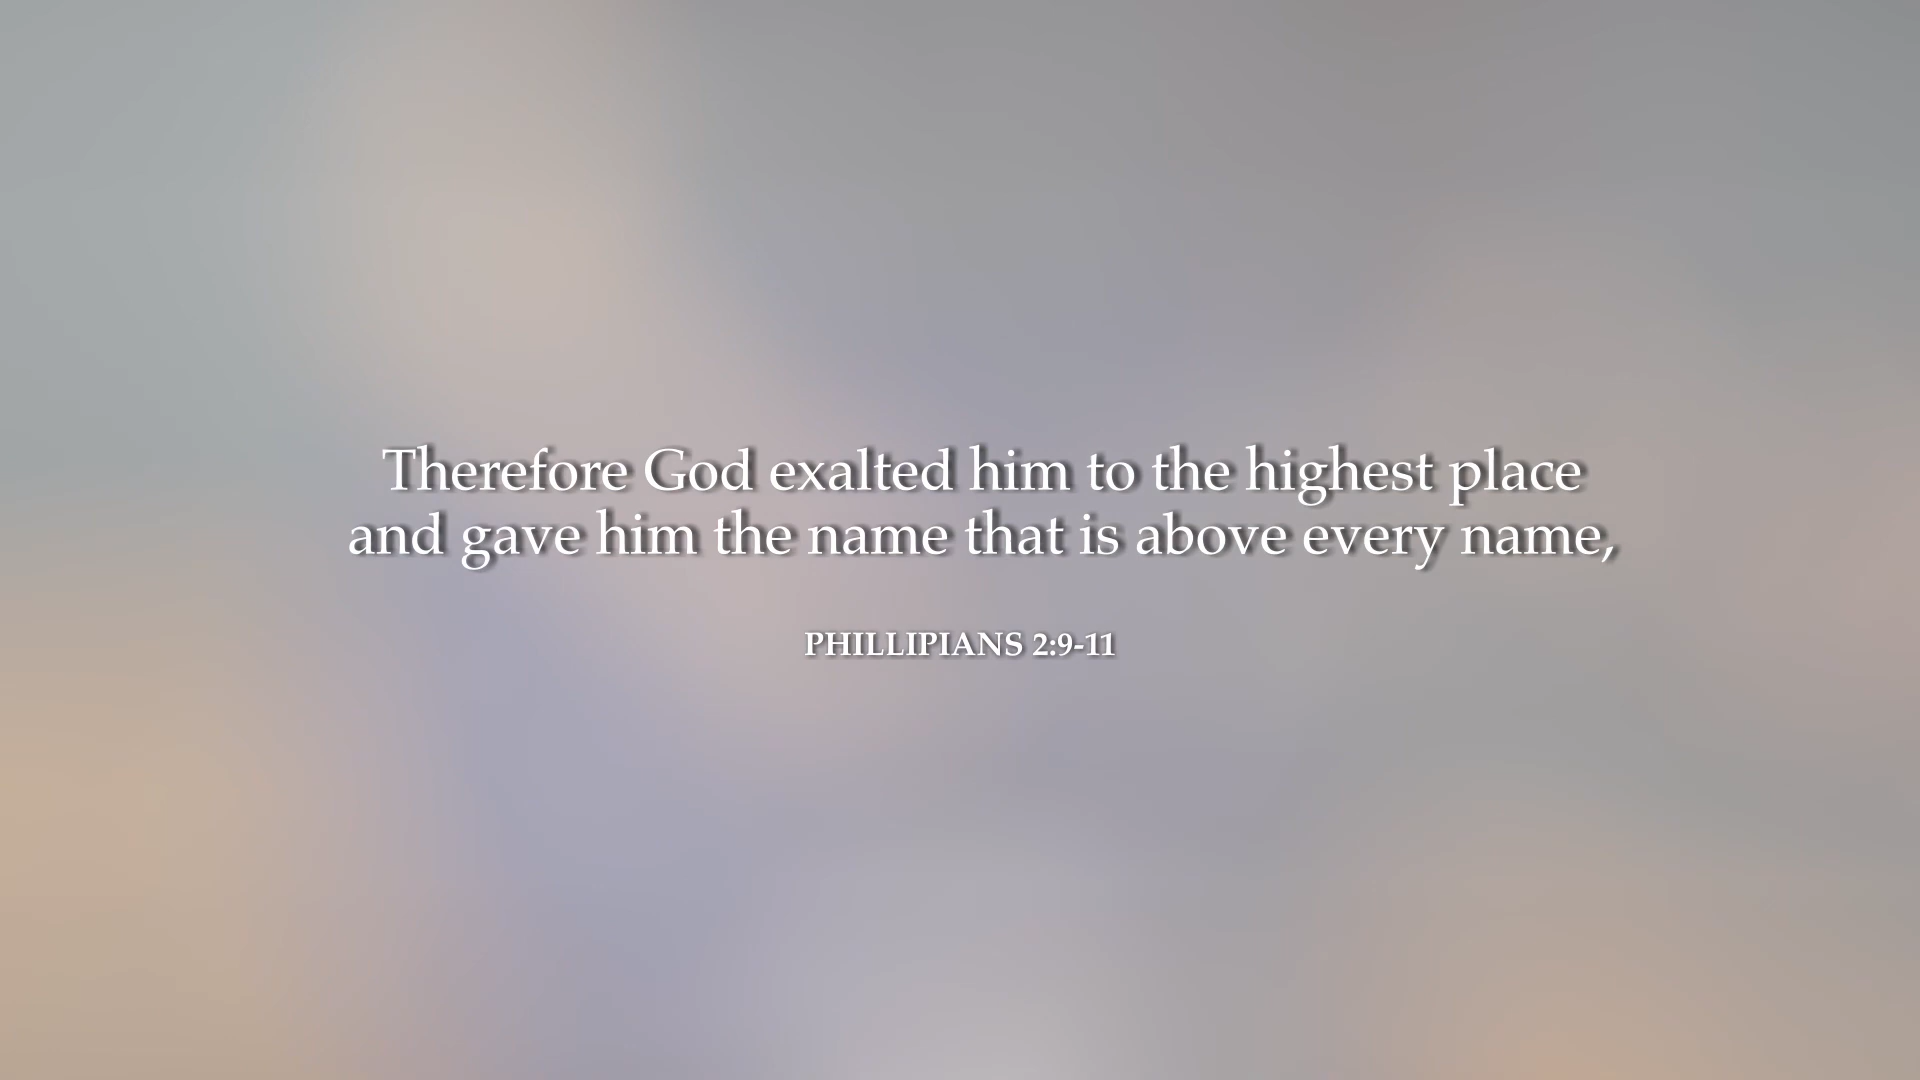 Therefore God exalted him to the highest place
and gave him the name that is above every name,
PHILLIPIANS 2:9-11